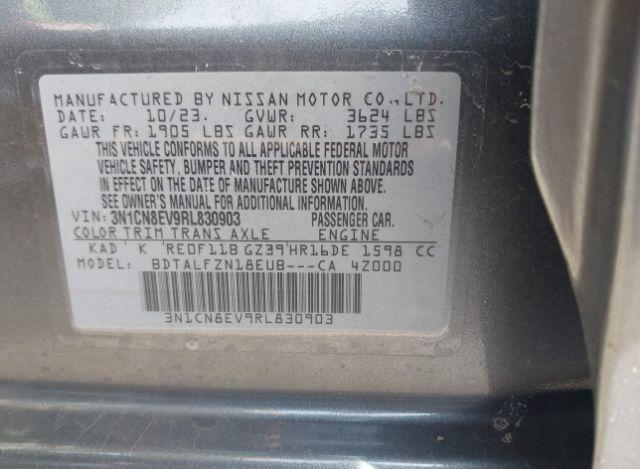 MANUFACTURED BY NISSAN MOTOR CO., LTD.
DATE: 10/23. GVWR: 3624 LBS
GAWR FR: 1905 LBS GAWR RR: 1735 LBS
THIS VEHICLE CONFORMS TO ALL APPLICABLE FEDERAL MOTOR
VEHICLE SAFETY, BUMPER AND THEFT PREVENTION STANDARDS
IN EFFECT ON THE DATE OF MANUFACTURE SHOWN ABOVE.
SEE OWNER'S MANUAL FOR ADDITIONAL INFORMATION.
VIN: 3N1CN8EV9RL830903 PASSENGER CAR.
COLOR TRIM TRANS AXLE ENGINE
KAD K RE0F11B GZ39 HR16DE 1598 CC
MODEL: BDTALFZN18EUB---CA 4Z000
3N1CN8EV9RL830903